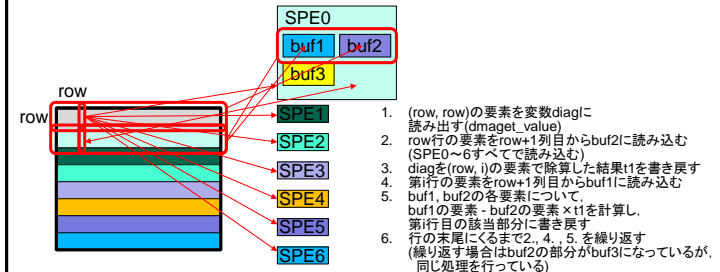 SPE0
buf1 buf2
buf3
row
row
SPE1
SPE2
SPE3
SPE4
SPE5
SPE6
1. (row, row)の要素を変数diagに
読み出す(dmaget_value)
2. row行の要素をrow+1列目からbuf2に読み込む
(SPE0～6すべてで読み込む)
3. diagを(row, i)の要素で除算した結果t1を書き戻す
4. 第i行の要素をrow+1列目からbuf1に読み込む
5. buf1, buf2の各要素について,
buf1の要素 - buf2の要素×t1を計算し,
第i行目の該当部分に書き戻す
6. 行の末尾にくるまで2., 4. , 5. を繰り返す
(繰り返す場合はbuf2の部分がbuf3になっているが,
同じ処理を行っている)